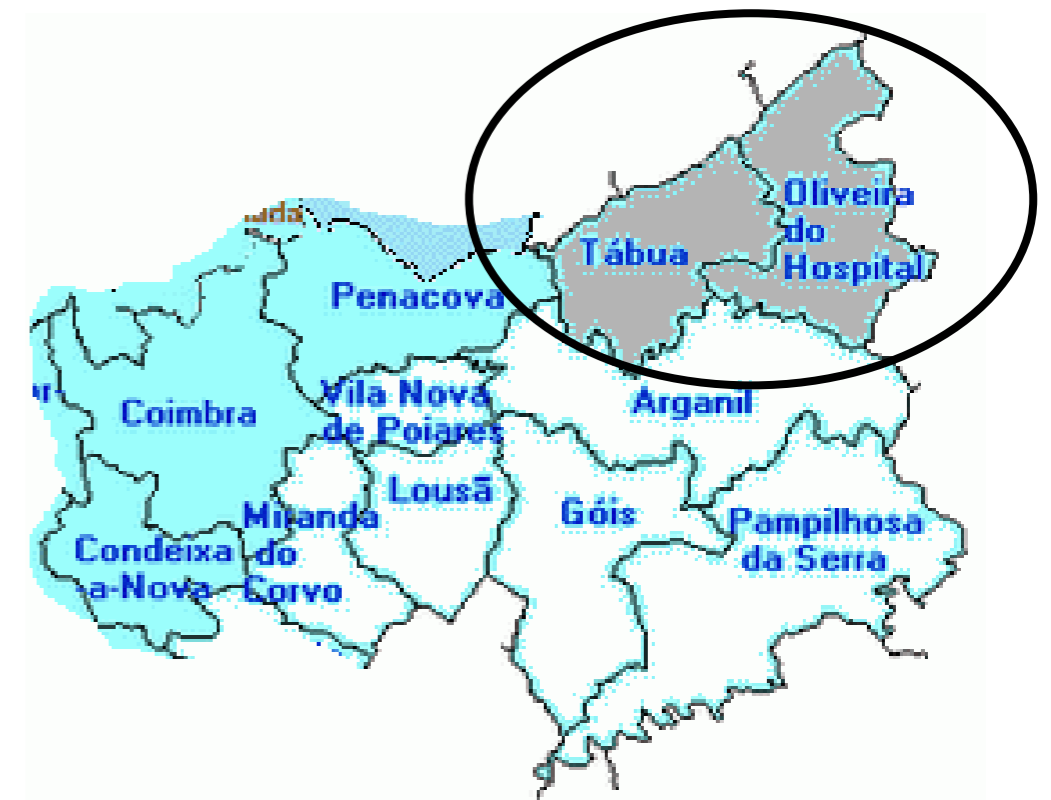 Oliveira
do
Hospital
Tábua
Penacova
Vila Nova
de Poiares
Arganil
Coimbra
Lousã
Góis
Miranda
do
Corvo
Pampilhosa
da Serra
Condeixa
-a-Nova